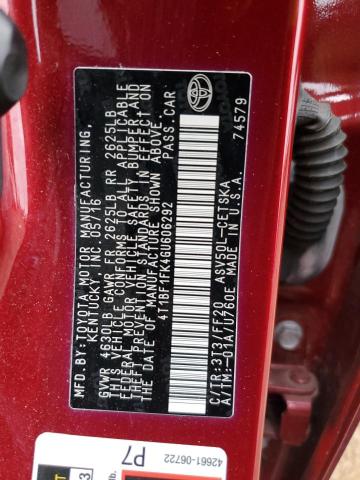 MFD.BY:TOYOTA MOTOR MANUFACTURING,
KENTUCKY, INC. 05/16
GVWR 4630LB GAWR FR 2625LB RR 2625LB
THIS VEHICLE CONFORMS TO ALL APPLICABLE
FEDERAL MOTOR VEHICLE SAFETY, BUMPER, AND
THEFT PREVENTION STANDARDS IN EFFECT ON
THE DATE OF MANUFACTURE SHOWN ABOVE.
4T1BF1FK4GU606292
PASS.CAR
C/TR:3T3/FF20 ASV50L-CETSKA
A/TM:-01A/U760E MADE IN U.S.A.
74579
42661-06722
P7